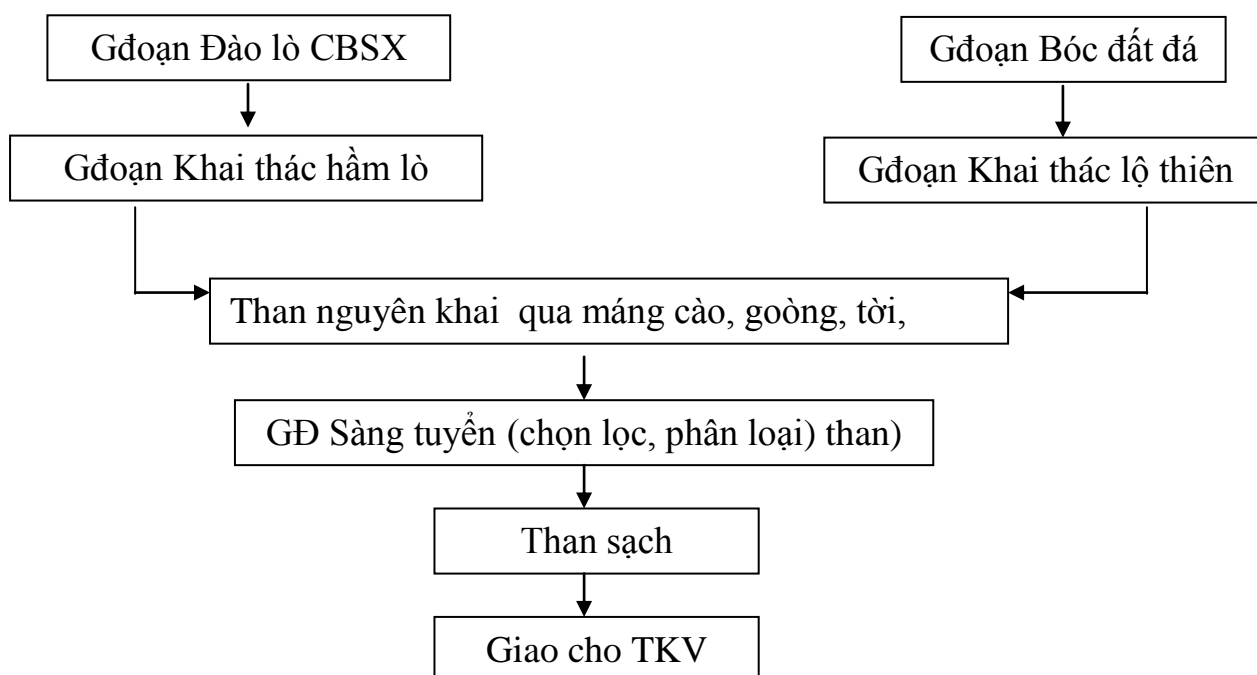 Gđoạn Đào lò CBSX
Gđoạn Bóc đất đá
Gđoạn Khai thác hầm lò
Gđoạn Khai thác lộ thiên
Than nguyên khai qua máng cào, goòng, tời,
GĐ Sàng tuyển (chọn lọc, phân loại) than)
Than sạch
Giao cho TKV